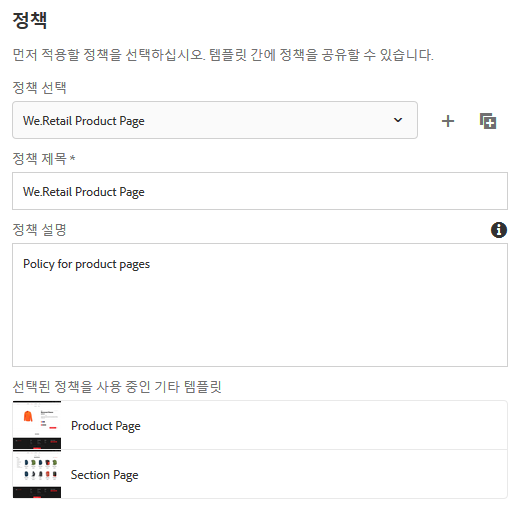 정책
먼저 적용할 정책을 선택하십시오. 템플릿 간에 정책을 공유할 수 있습니다.
정책 선택
We.Retail Product Page
정책 제목 *
We.Retail Product Page
정책 설명
Policy for product pages
선택된 정책을 사용 중인 기타 템플릿
Product Page
Section Page